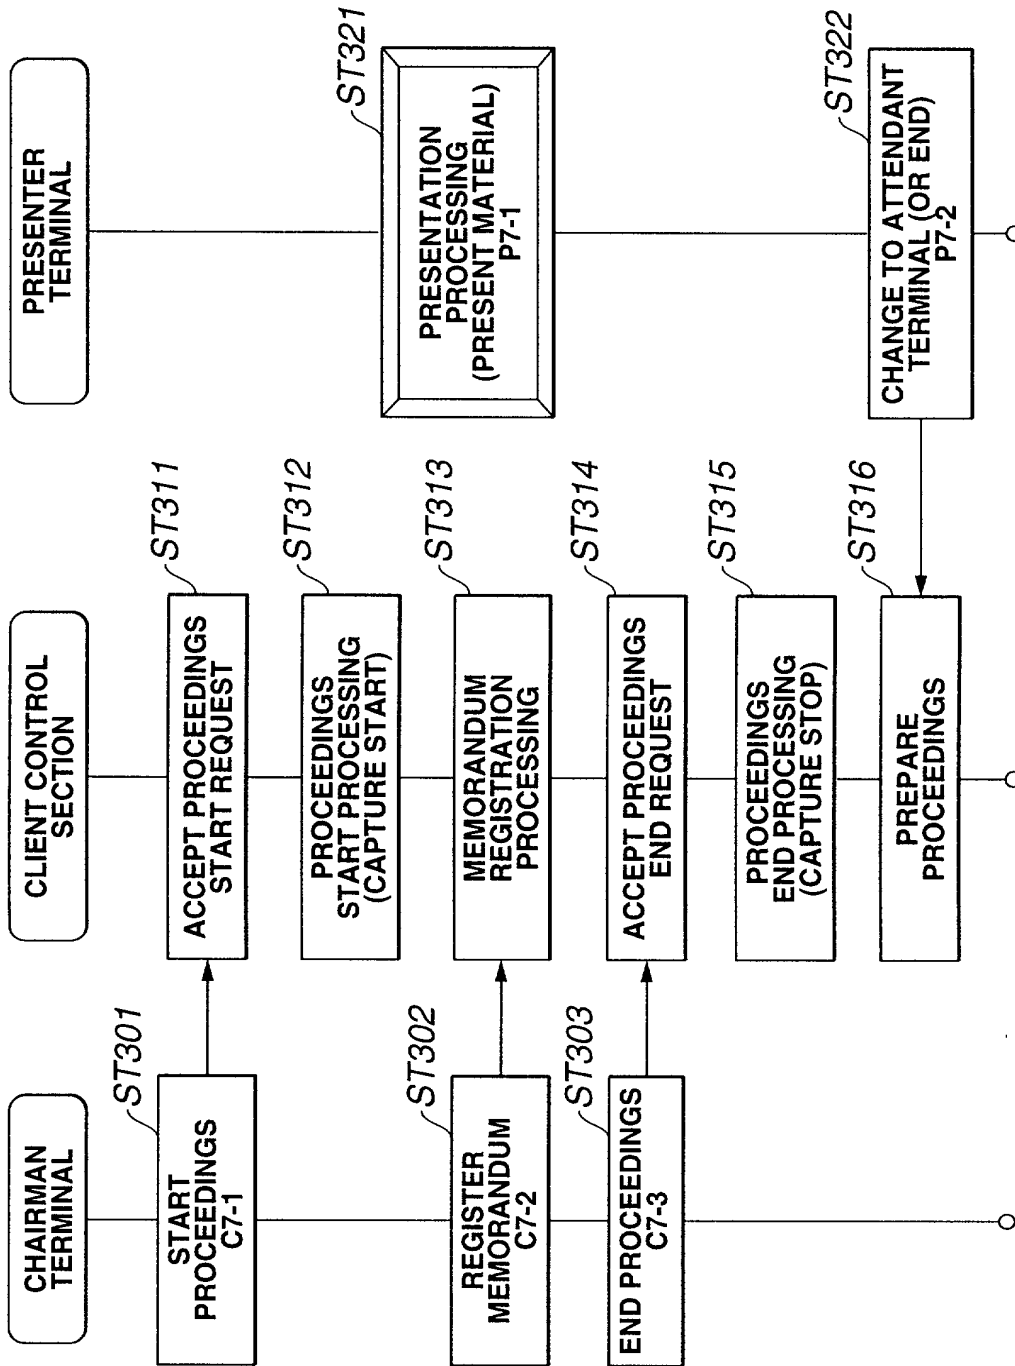 CHAIRMAN
TERMINAL
START
PROCEEDINGS
C7-1
ST301
REGISTER
MEMORANDUM
C7-2
ST302
END PROCEEDINGS
C7-3
ST303
CLIENT CONTROL
SECTION
ACCEPT PROCEEDINGS
START REQUEST
ST311
PROCEEDINGS
START PROCESSING
(CAPTURE START)
ST312
MEMORANDUM
REGISTRATION
PROCESSING
ST313
ACCEPT PROCEEDINGS
END REQUEST
ST314
PROCEEDINGS
END PROCESSING
(CAPTURE STOP)
ST315
PREPARE
PROCEEDINGS
ST316
PRESENTER
TERMINAL
PRESENTATION
PROCESSING
(PRESENT MATERIAL)
P7-1
ST321
CHANGE TO ATTENDANT
TERMINAL (OR END)
P7-2
ST322